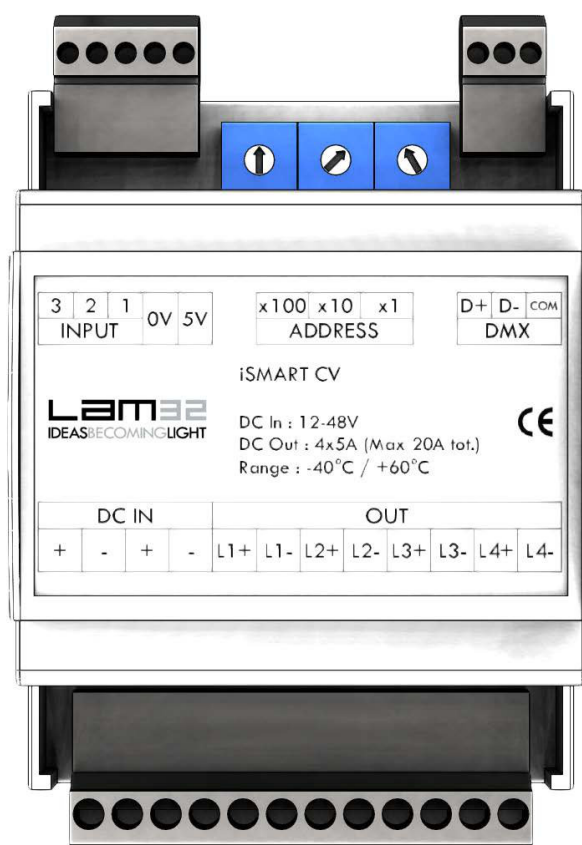 3 2 1 0V 5V
INPUT
x100 x10 x1
ADDRESS
D+ D- COM
DMX
iSMART CV
Lam32
IDEASBECOMINGLIGHT
DC In : 12-48V
DC Out : 4x5A (Max 20A tot.)
Range : -40°C / +60°C
CE
DC IN OUT
+ - + - L1+ L1- L2+ L2- L3+ L3- L4+ L4-